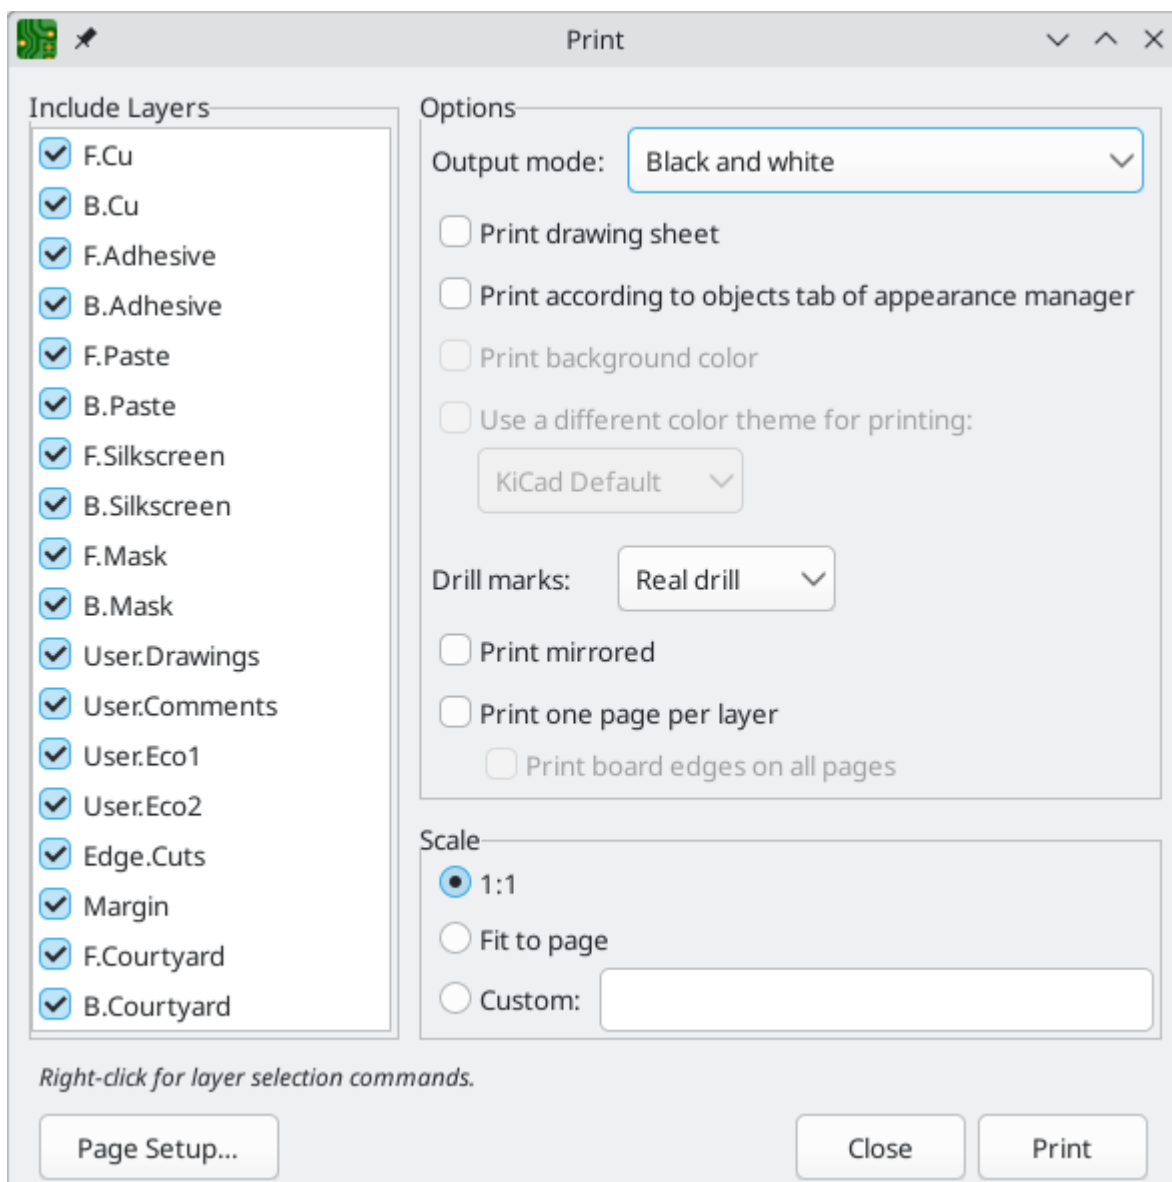 Print
Include Layers
F.Cu
B.Cu
F.Adhesive
B.Adhesive
F.Paste
B.Paste
F.Silkscreen
B.Silkscreen
F.Mask
B.Mask
User.Drawings
User.Comments
User.Eco1
User.Eco2
Edge.Cuts
Margin
F.Courtyard
B.Courtyard
Options
Output mode: Black and white
Print drawing sheet
Print according to objects tab of appearance manager
Print background color
Use a different color theme for printing:
KiCad Default
Drill marks: Real drill
Print mirrored
Print one page per layer
Print board edges on all pages
Scale
1:1
Fit to page
Custom:
Right-click for layer selection commands.
Page Setup... Close Print